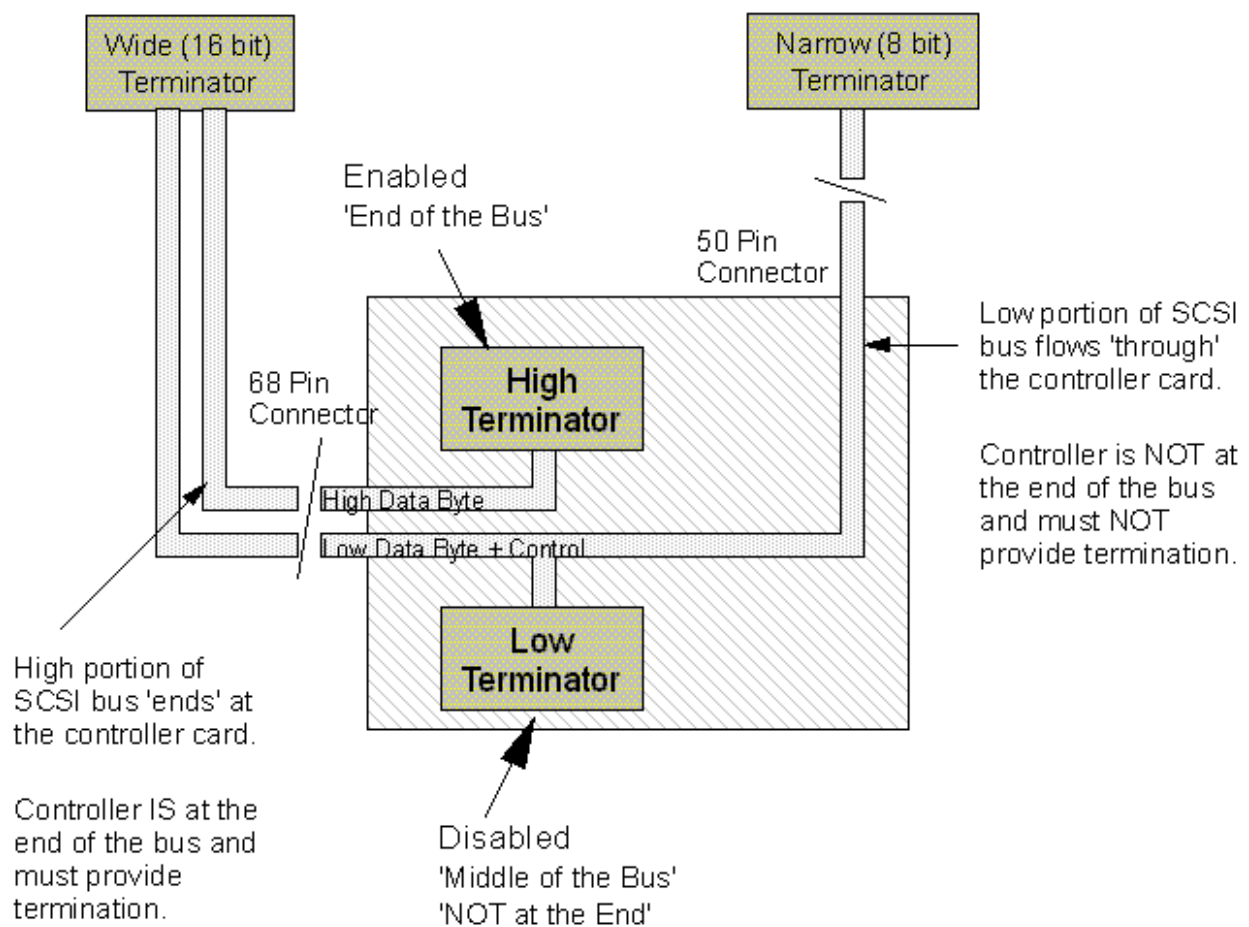 Wide (16 bit)
Terminator
Narrow (8 bit)
Terminator
Enabled
'End of the Bus'
50 Pin
Connector
Low portion of SCSI
bus flows 'through'
the controller card.
Controller is NOT at
the end of the bus
and must NOT
provide termination.
68 Pin
Connector
High
Terminator
High Data Byte
Low Data Byte + Control
Low
Terminator
High portion of
SCSI bus 'ends' at
the controller card.
Controller IS at the
end of the bus and
must provide
termination.
Disabled
'Middle of the Bus'
'NOT at the End'